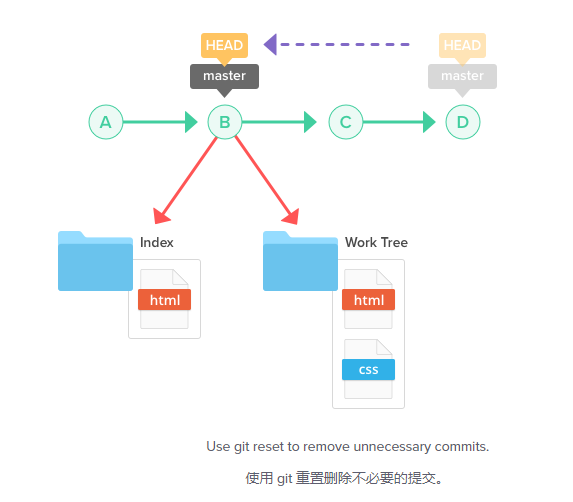 HEAD HEAD
master master
A B C D
Index Work Tree
html html
css
Use git reset to remove unnecessary commits.
使用 git 重置删除不必要的提交。